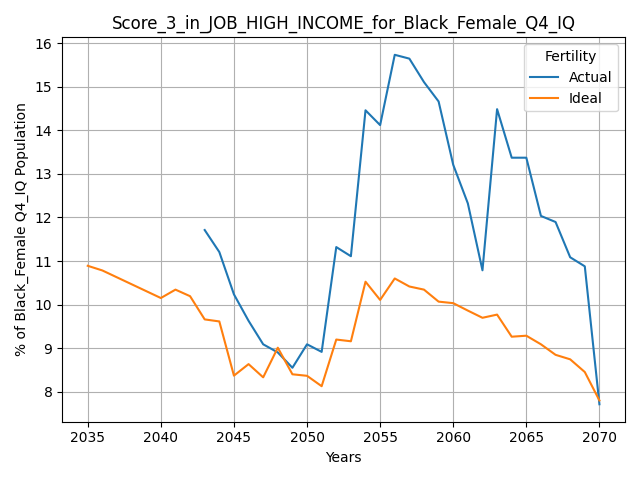 Score_3_in_JOB_HIGH_INCOME_for_Black_Female_Q4_IQ
Fertility
Actual
Ideal
% of Black_Female Q4_IQ Population
16
15
14
13
12
11
10
9
8
2035 2040 2045 2050 2055 2060 2065 2070
Years